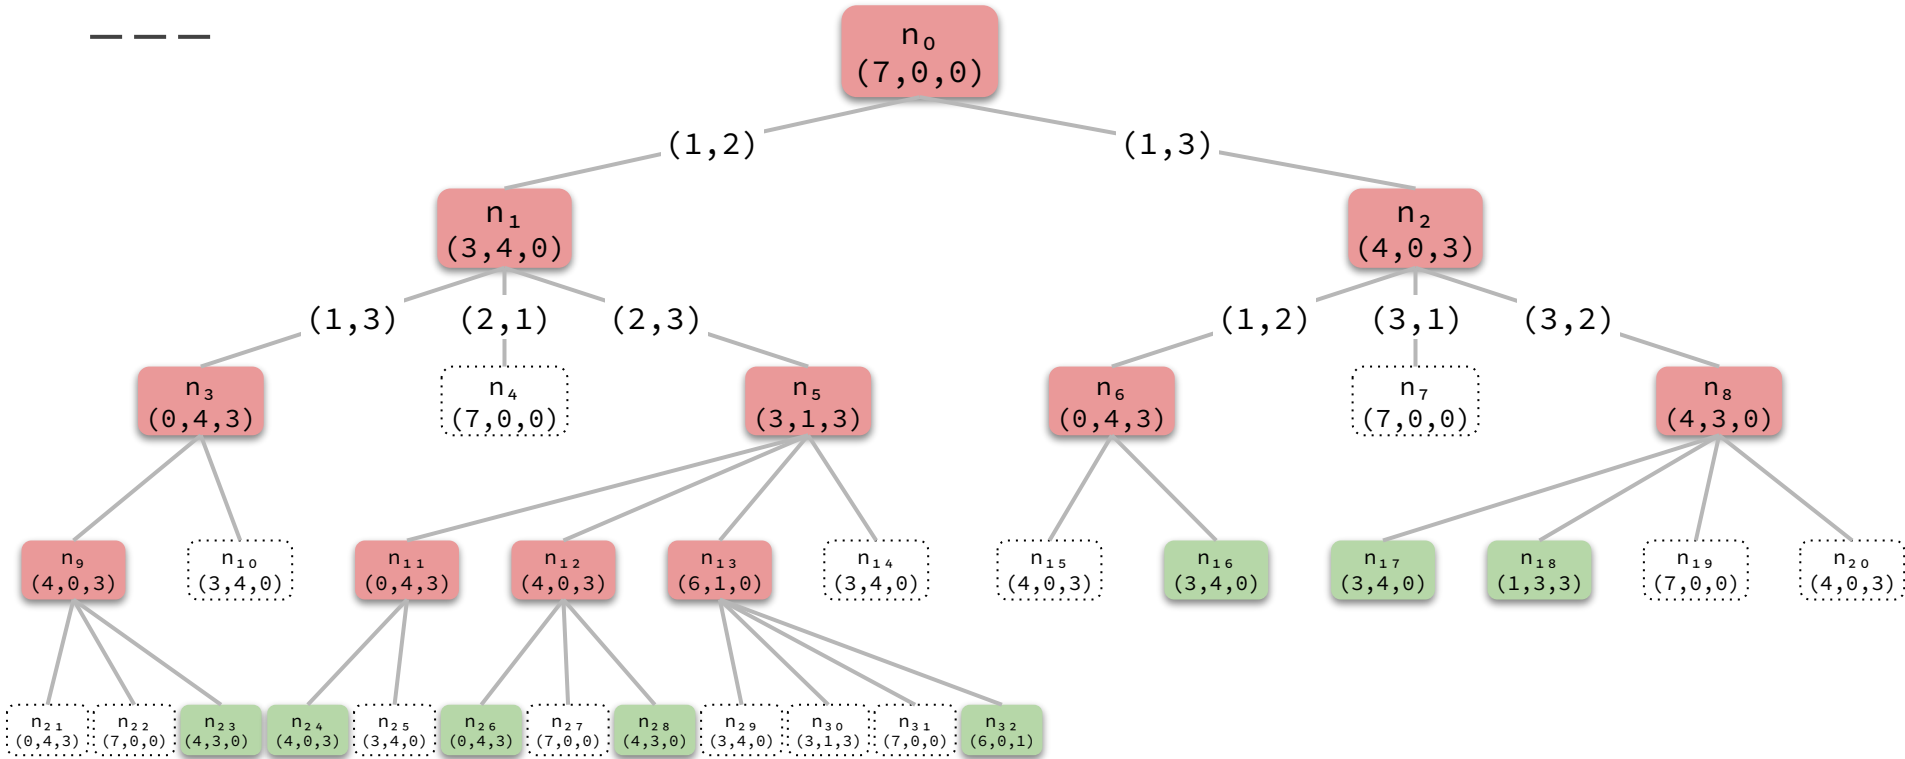 n₀
(7,0,0)
(1,2)
(1,3)
n₁
(3,4,0)
n₂
(4,0,3)
(1,3)
(2,1)
(2,3)
(1,2)
(3,1)
(3,2)
n₃
(0,4,3)
n₄
(7,0,0)
n₅
(3,1,3)
n₆
(0,4,3)
n₇
(7,0,0)
n₈
(4,3,0)
n₉
(4,0,3)
n₁₀
(3,4,0)
n₁₁
(0,4,3)
n₁₂
(4,0,3)
n₁₃
(6,1,0)
n₁₄
(3,4,0)
n₁₅
(4,0,3)
n₁₆
(3,4,0)
n₁₇
(3,4,0)
n₁₈
(1,3,3)
n₁₉
(7,0,0)
n₂₀
(4,0,3)
n₂₁
(0,4,3)
n₂₂
(7,0,0)
n₂₃
(4,3,0)
n₂₄
(4,0,3)
n₂₅
(3,4,0)
n₂₆
(0,4,3)
n₂₇
(7,0,0)
n₂₈
(4,3,0)
n₂₉
(3,4,0)
n₃₀
(3,1,3)
n₃₁
(7,0,0)
n₃₂
(6,0,1)